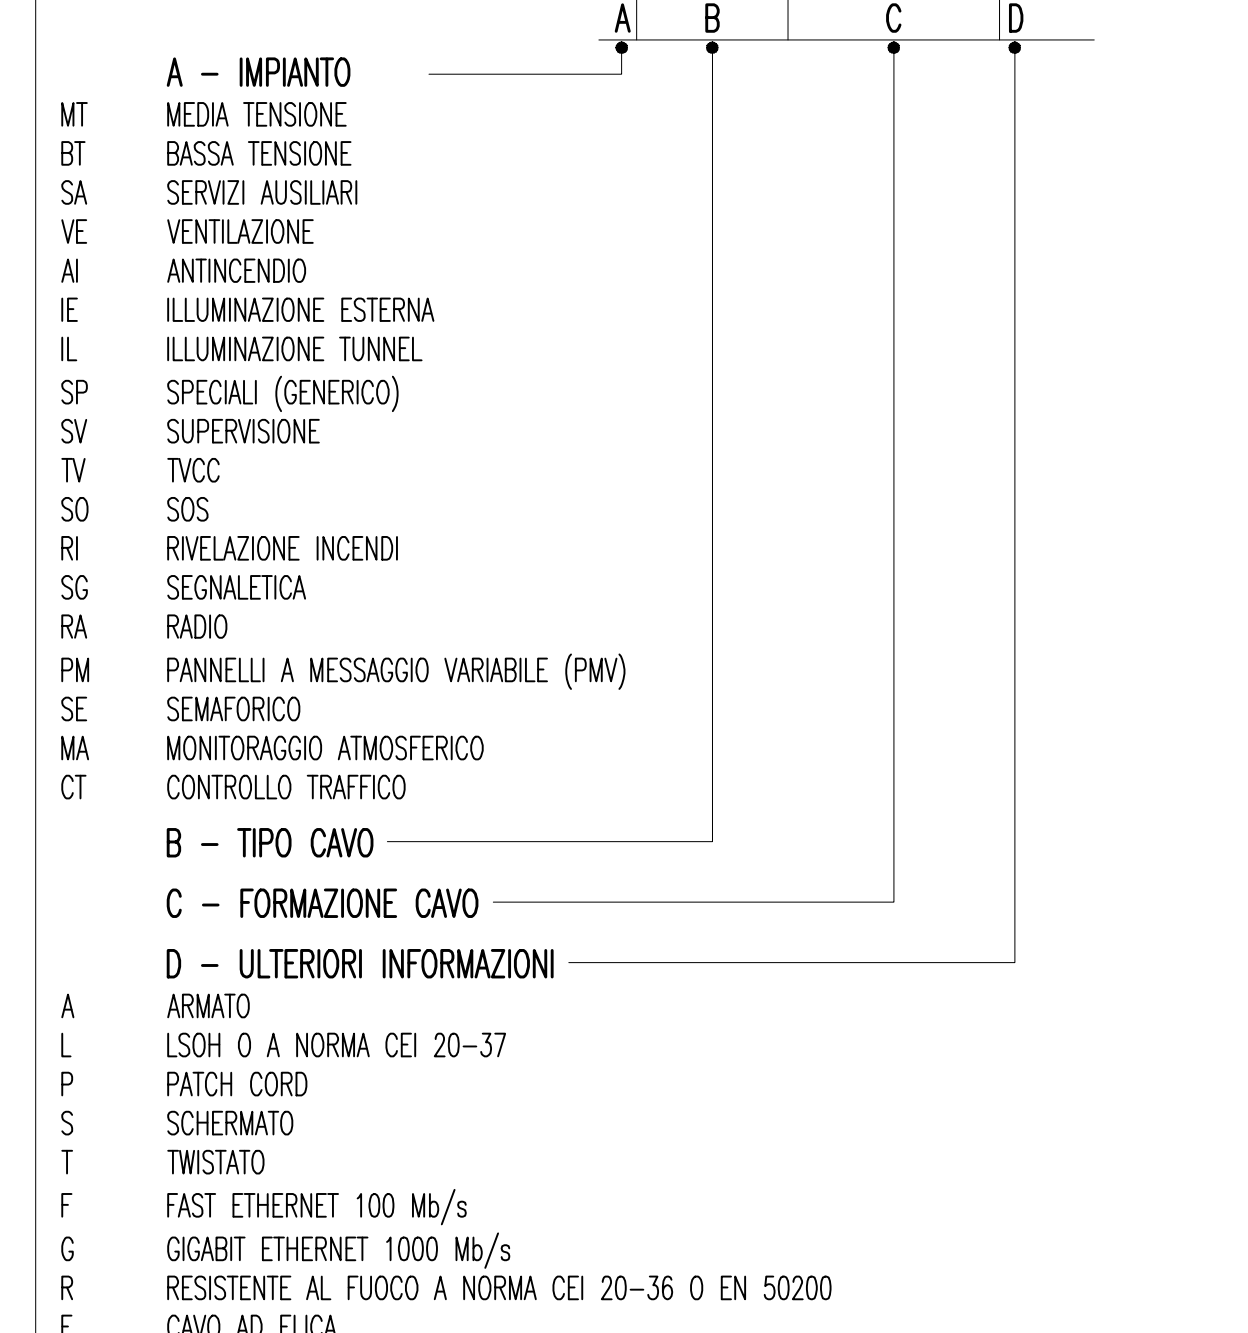 A B C D
A – IMPIANTO
MT MEDIA TENSIONE
BT BASSA TENSIONE
SA SERVIZI AUSILIARI
VE VENTILAZIONE
AI ANTINCENDIO
IE ILLUMINAZIONE ESTERNA
IL ILLUMINAZIONE TUNNEL
SP SPECIALI (GENERICO)
SV SUPERVISIONE
TV TVCC
SO SOS
RI RIVELAZIONE INCENDI
SG SEGNALETICA
RA RADIO
PM PANNELLI A MESSAGGIO VARIABILE (PMV)
SE SEMAFORICO
MA MONITORAGGIO ATMOSFERICO
CT CONTROLLO TRAFFICO
B – TIPO CAVO
C – FORMAZIONE CAVO
D – ULTERIORI INFORMAZIONI
A ARMATO
L LSOH O A NORMA CEI 20–37
P PATCH CORD
S SCHERMATO
T TWISTATO
F FAST ETHERNET 100 Mb/s
G GIGABIT ETHERNET 1000 Mb/s
R RESISTENTE AL FUOCO A NORMA CEI 20–36 O EN 50200
CAVO AD ELICA